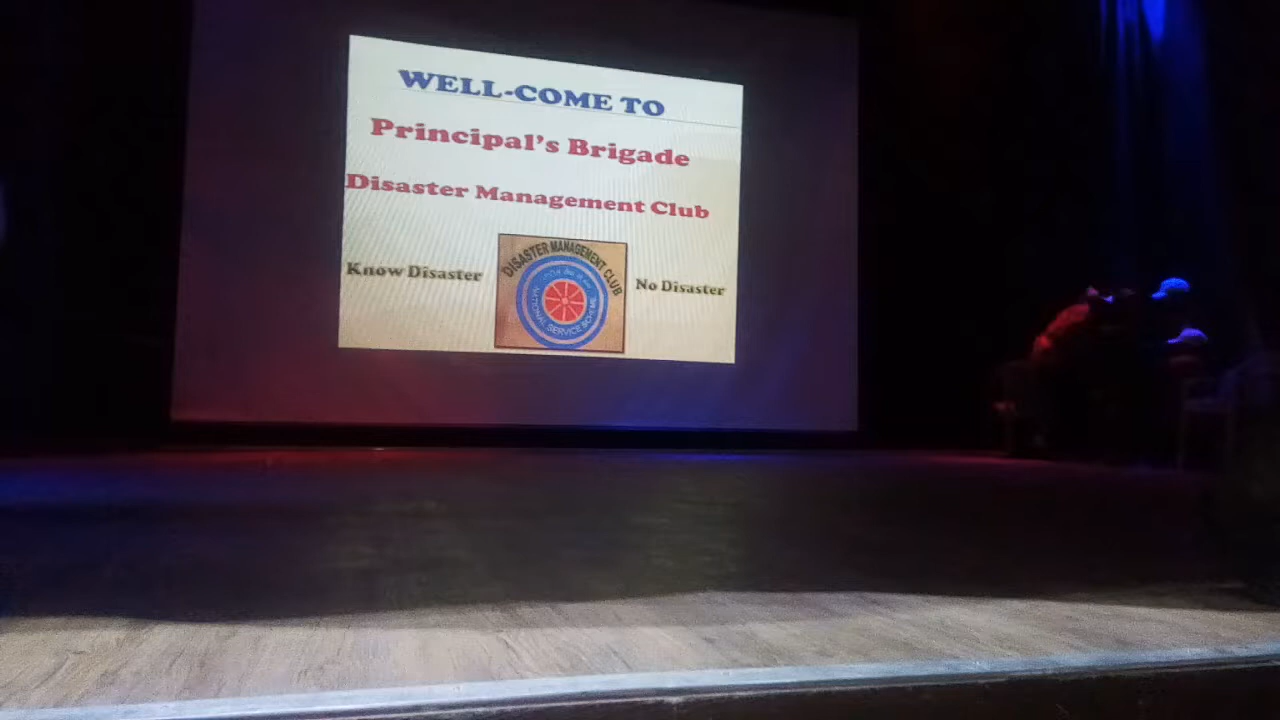 WELL-COME TO
Principal's Brigade
Disaster Management Club
Know Disaster
DISASTER MANAGEMENT CLUB
NATIONAL SERVICE SCHEME
No Disaster